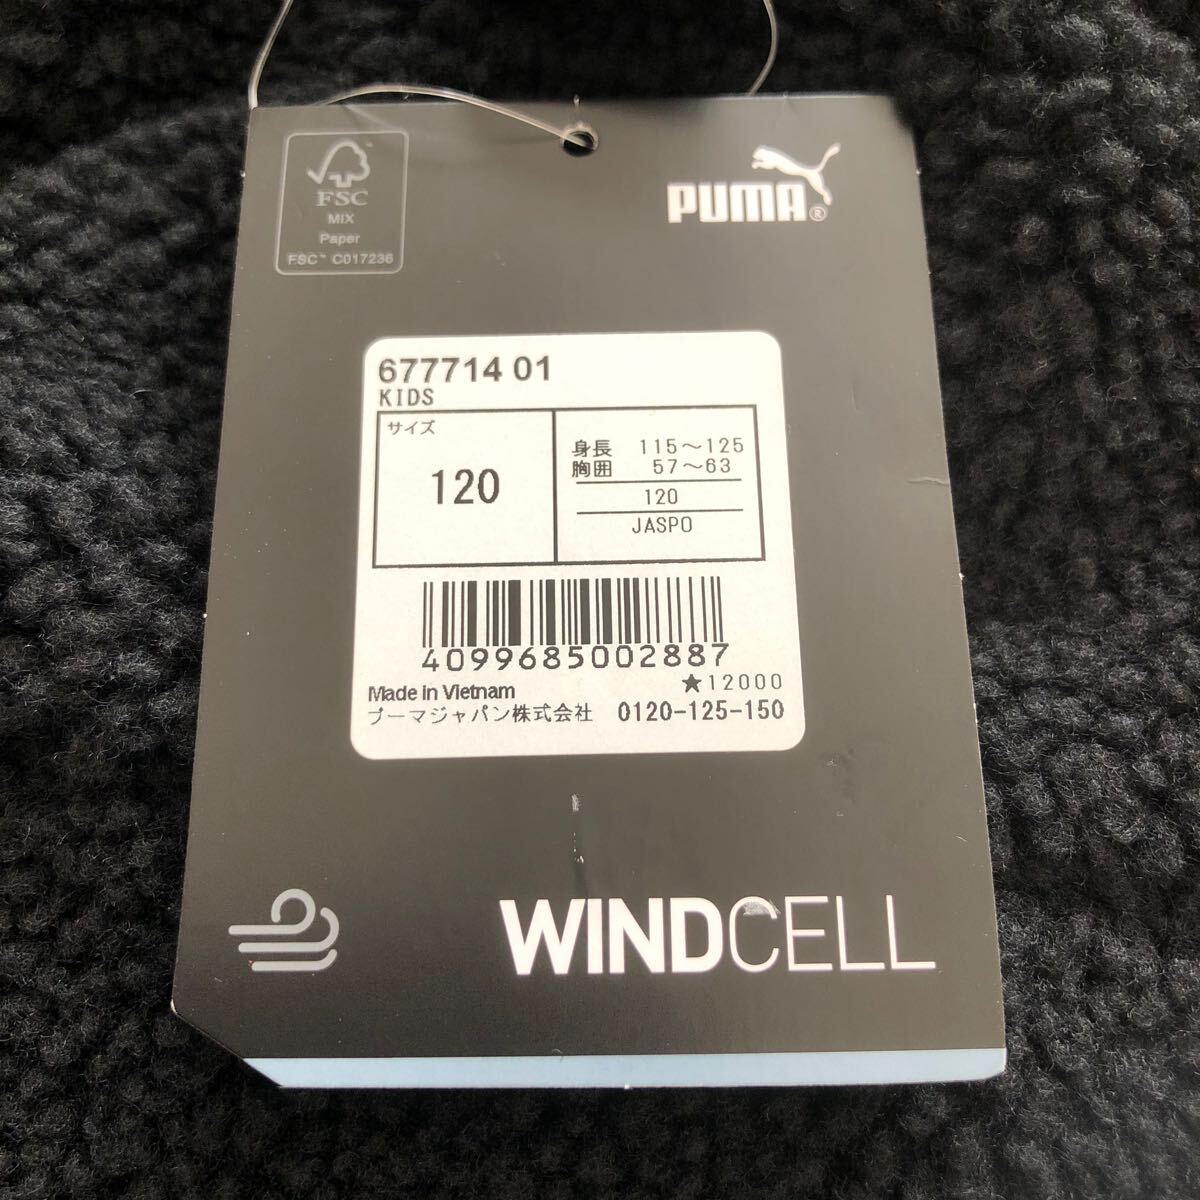 FSC
MIX
Paper
FSC™ C017236
PUMA®
677714 01
KIDS
サイズ
120
身長 115～125
胸囲 57～63
120
JASPO
4099685002887
★12000
Made in Vietnam
プーマジャパン株式会社 0120-125-150
WINDCELL